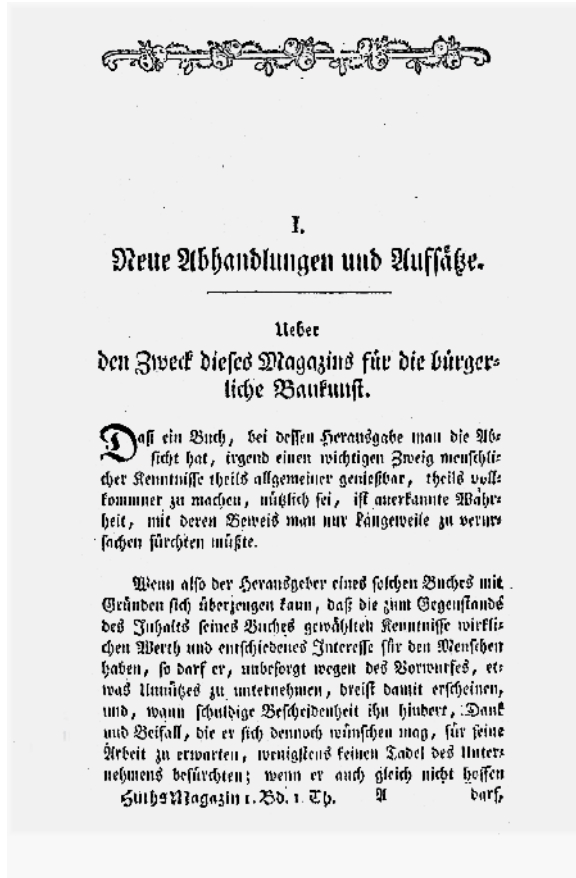 I.
Neue Abhandlungen und Aufsätze.
Ueber
den Zweck dieses Magazins für die bürger-
liche Baukunst.
Daß ein Buch, bei dessen Herausgabe man die Ab-
sicht hat, irgend einen wichtigen Zweig menschli-
cher Kenntnisse theils allgemeiner genießbar, theils voll-
kommner zu machen, nützlich sei, ist anerkannte Wahr-
heit, mit deren Beweis man nur Langeweile zu verur-
sachen fürchten müßte.
Wenn also der Herausgeber eines solchen Buches mit
Gründen sich überzeugen kann, daß die zum Gegenstande
des Inhalts seines Buches gewählten Kenntnisse wirkli-
chen Werth und entschiedenes Interesse für den Menschen
haben, so darf er, unbesorgt wegen des Vorwurfes, et-
was Unnützes zu unternehmen, dreist damit erscheinen,
und, wann schuldige Bescheidenheit ihn hindert, Dank
und Beifall, die er sich dennoch wünschen mag, für seine
Arbeit zu erwarten, wenigstens keinen Tadel des Unter-
nehmens befürchten; wenn er auch gleich nicht hoffen
Huths Magazin 1. Bd. 1. Th. A darf,